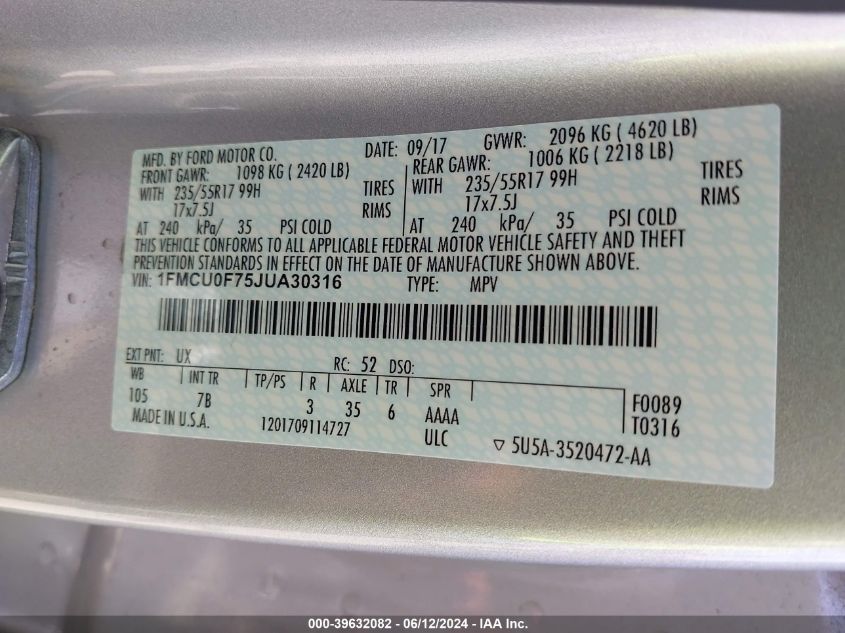 MFD. BY FORD MOTOR CO. DATE: 09/17 GVWR: 2096 KG ( 4620 LB)
FRONT GAWR: 1098 KG ( 2420 LB) REAR GAWR: 1006 KG ( 2218 LB)
WITH 235/55R17 99H TIRES WITH 235/55R17 99H TIRES
17x7.5J RIMS 17x7.5J RIMS
AT 240 kPa/ 35 PSI COLD AT 240 kPa/ 35 PSI COLD
THIS VEHICLE CONFORMS TO ALL APPLICABLE FEDERAL MOTOR VEHICLE SAFETY AND THEFT
PREVENTION STANDARDS IN EFFECT ON THE DATE OF MANUFACTURE SHOWN ABOVE.
VIN: 1FMCU0F75JUA30316 TYPE: MPV
EXT PNT: UX RC: 52 DSO:
WB INT TR TP/PS R AXLE TR SPR
105 7B 3 35 6 AAAA F0089
MADE IN U.S.A. 1201709114727 ULC T0316
5U5A-3520472-AA
000-39632082 - 06/12/2024 - IAA Inc.